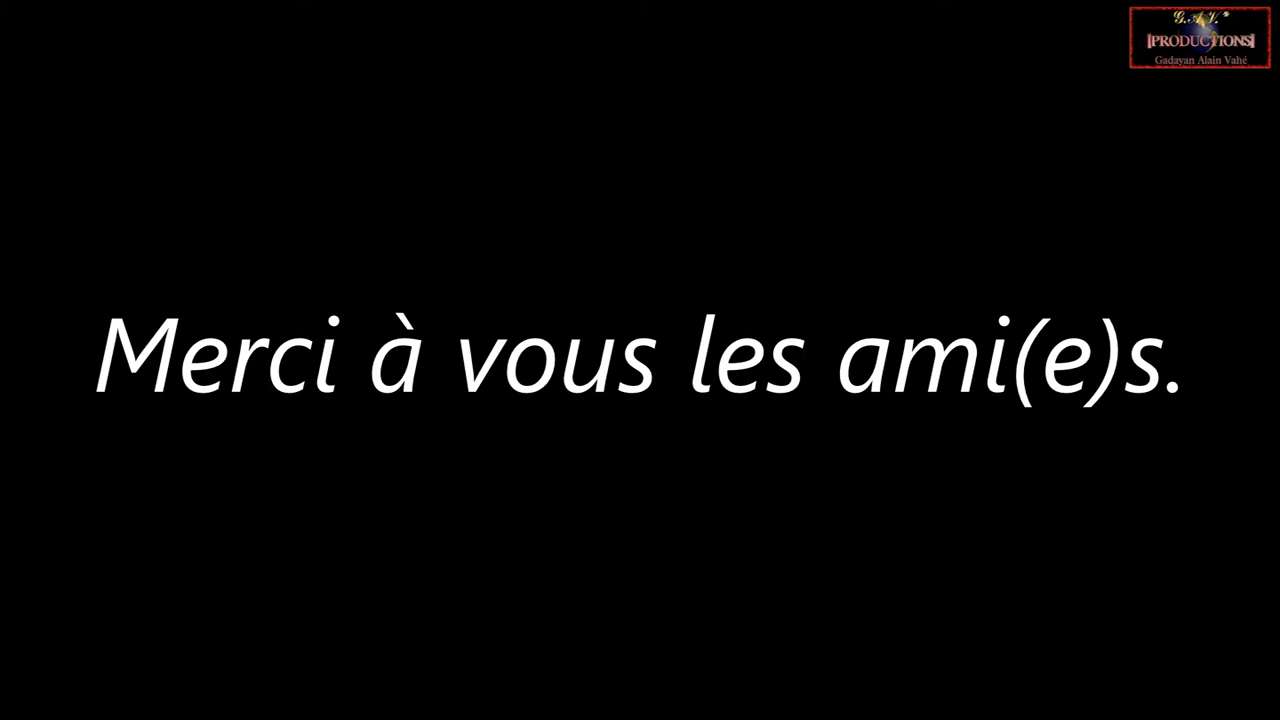 G.A.V.*
[PRODUCTIONS]
Gadayan Alain Vahé
Merci à vous les ami(e)s.